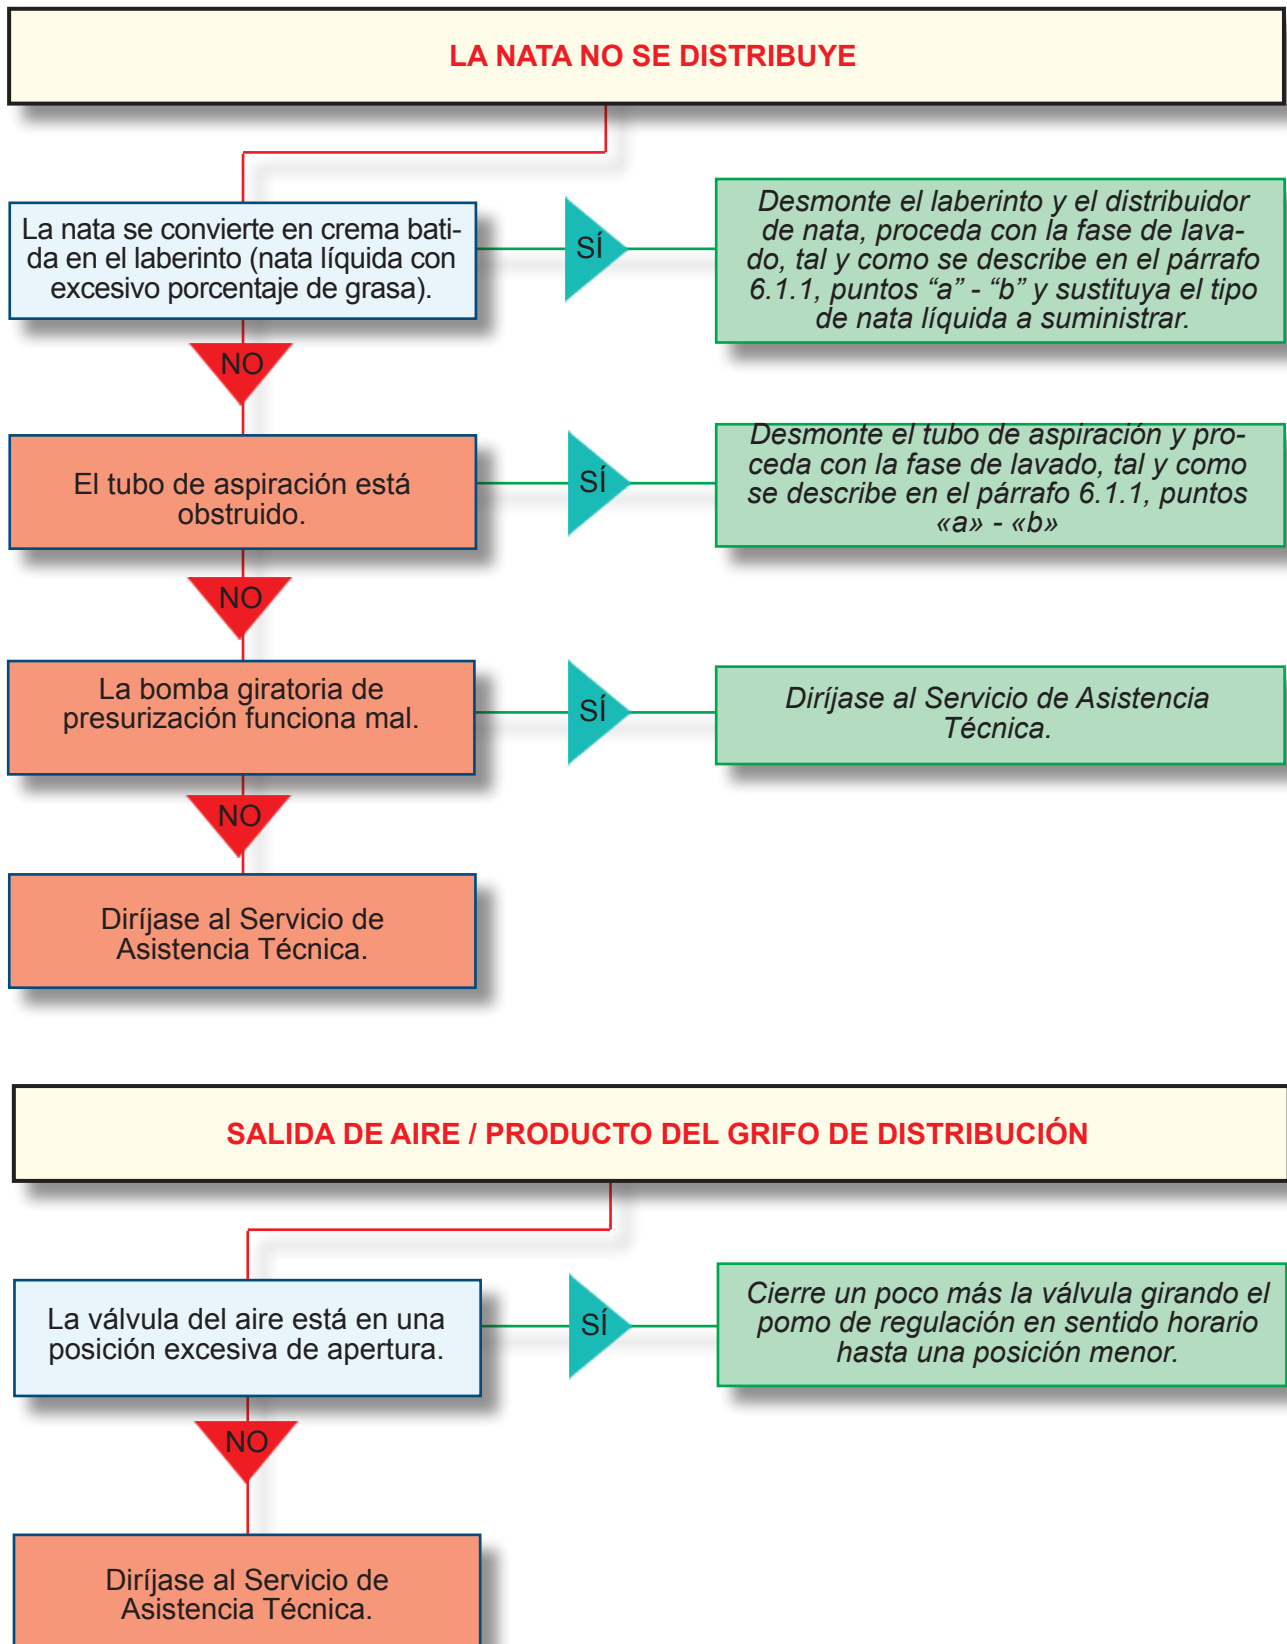 LA NATA NO SE DISTRIBUYE
La nata se convierte en crema bati-
da en el laberinto (nata líquida con
excesivo porcentaje de grasa).
SÍ
Desmonte el laberinto y el distribuidor
de nata, proceda con la fase de lava-
do, tal y como se describe en el párrafo
6.1.1, puntos “a” - “b” y sustituya el tipo
de nata líquida a suministrar.
NO
El tubo de aspiración está
obstruido.
SÍ
Desmonte el tubo de aspiración y pro-
ceda con la fase de lavado, tal y como
se describe en el párrafo 6.1.1, puntos
«a» - «b»
NO
La bomba giratoria de
presurización funciona mal.
SÍ
Diríjase al Servicio de Asistencia
Técnica.
NO
Diríjase al Servicio de
Asistencia Técnica.
SALIDA DE AIRE / PRODUCTO DEL GRIFO DE DISTRIBUCIÓN
La válvula del aire está en una
posición excesiva de apertura.
SÍ
Cierre un poco más la válvula girando el
pomo de regulación en sentido horario
hasta una posición menor.
NO
Diríjase al Servicio de
Asistencia Técnica.